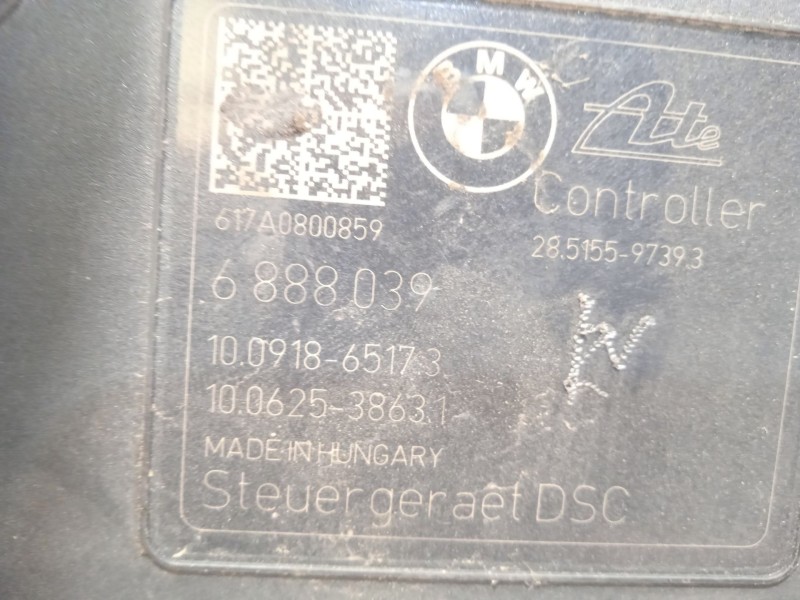 BMW
Ate
Controller
28.5155-9739.3
617A0800859
6 888 039
10.0918-6517.3
10.0625-3863.1
MADE IN HUNGARY
Steuergeraet DSC